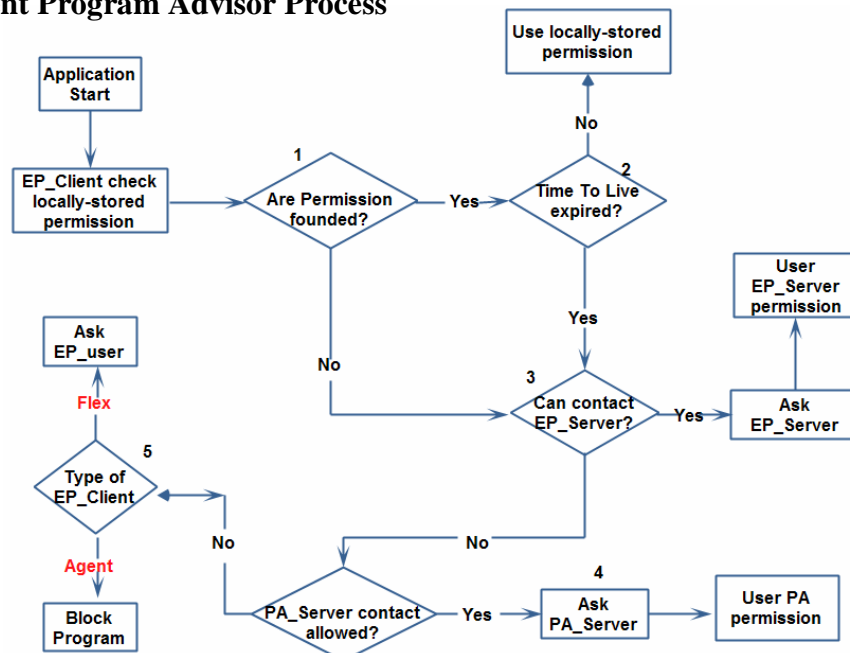 nt Program Advisor Process
Application
Start
EP_Client check
locally-stored
permission
1
Are Permission
founded?
Yes
2
Time To Live
expired?
No
Use locally-stored
permission
Yes
No
3
Can contact
EP_Server?
Yes
Ask
EP_Server
User
EP_Server
permission
No
PA_Server contact
allowed?
Yes
4
Ask
PA_Server
User PA
permission
No
5
Type of
EP_Client
Flex
Ask
EP_user
Agent
Block
Program